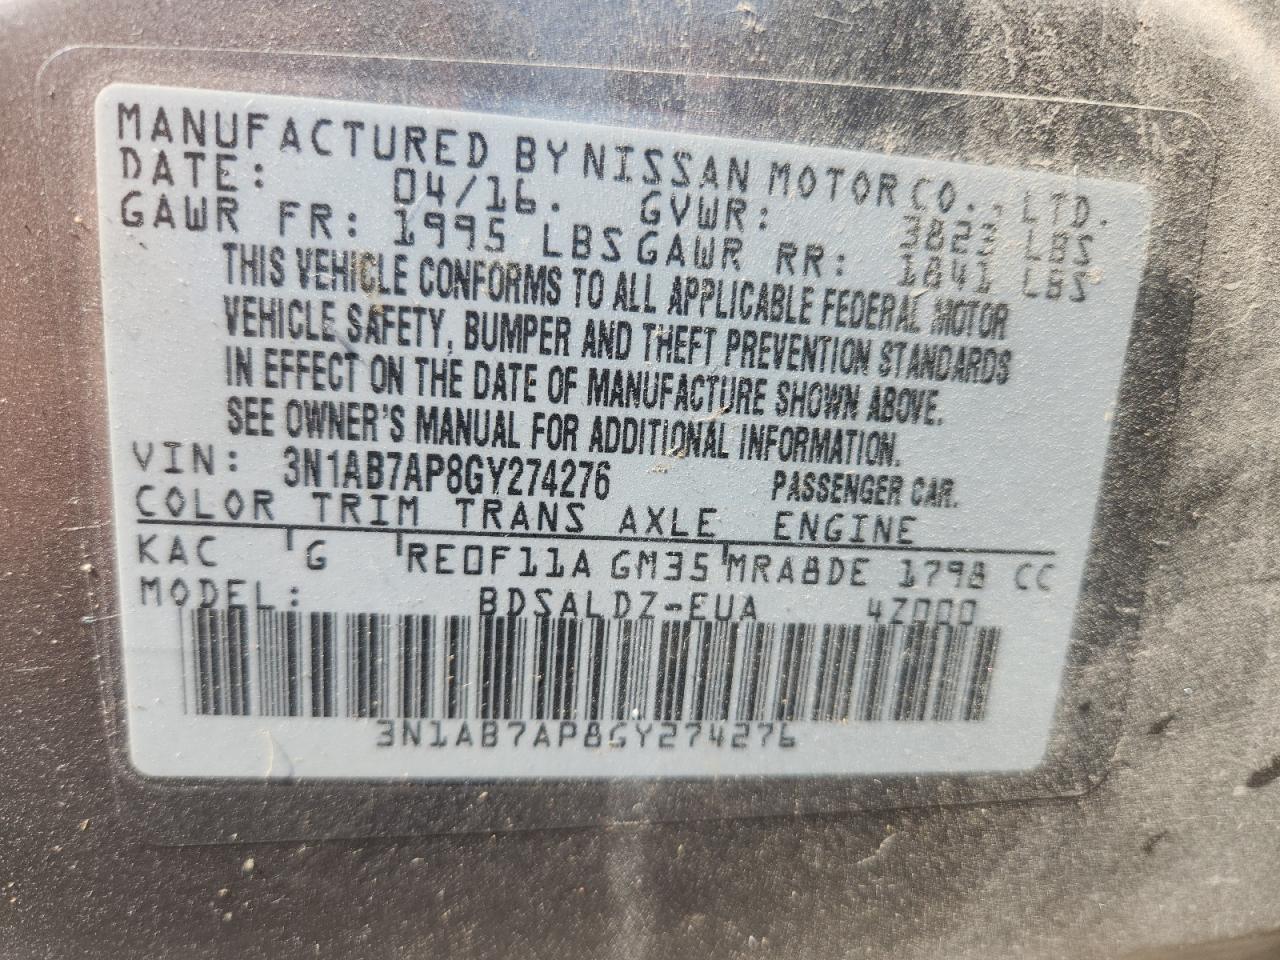 MANUFACTURED BY NISSAN MOTOR CO., LTD.
DATE: 04/16. GVWR: 3823 LBS
GAWR FR: 1995 LBS GAWR RR: 1841 LBS
THIS VEHICLE CONFORMS TO ALL APPLICABLE FEDERAL MOTOR
VEHICLE SAFETY, BUMPER AND THEFT PREVENTION STANDARDS
IN EFFECT ON THE DATE OF MANUFACTURE SHOWN ABOVE.
SEE OWNER'S MANUAL FOR ADDITIONAL INFORMATION.
VIN: 3N1AB7AP8GY274276 PASSENGER CAR.
COLOR TRIM TRANS AXLE ENGINE
KAC G RE0F11A GM35 MRA8DE 1798 CC
MODEL: BDSALDZ-EUA 4Z000
3N1AB7AP8GY274276